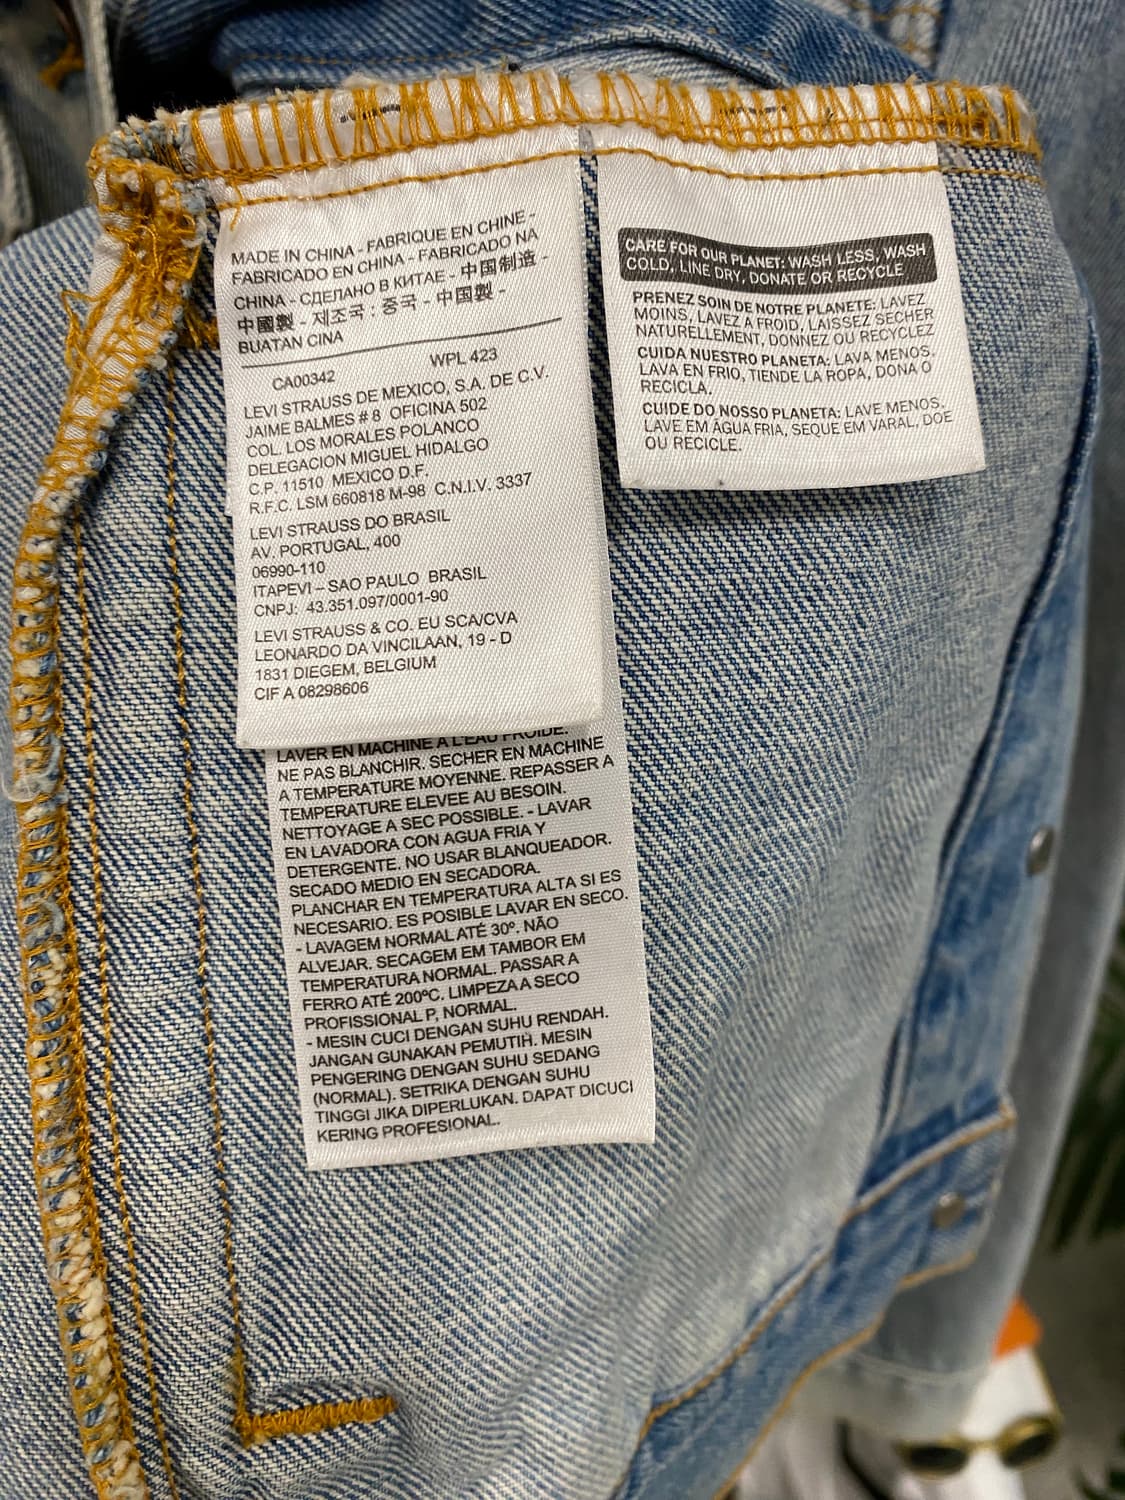 MADE IN CHINA - FABRIQUE EN CHINE -
FABRICADO EN CHINA - FABRICADO NA
CHINA - СДЕЛАНО В КИТАЕ - 中国制造 -
中國製 - 제조국 : 중국 - 中国製 -
BUATAN CINA
WPL 423
CA00342
LEVI STRAUSS DE MEXICO, S.A. DE C.V.
JAIME BALMES # 8 OFICINA 502
COL. LOS MORALES POLANCO
DELEGACION MIGUEL HIDALGO
C.P. 11510 MEXICO D.F.
R.F.C. LSM 660818 M-98 C.N.I.V. 3337
LEVI STRAUSS DO BRASIL
AV. PORTUGAL, 400
06990-110
ITAPEVI – SAO PAULO BRASIL
CNPJ: 43.351.097/0001-90
LEVI STRAUSS & CO. EU SCA/CVA
LEONARDO DA VINCILAAN, 19 - D
1831 DIEGEM, BELGIUM
CIF A 08298606
LAVER EN MACHINE A L'EAU FROIDE.
NE PAS BLANCHIR. SECHER EN MACHINE
A TEMPERATURE MOYENNE. REPASSER A
TEMPERATURE ELEVEE AU BESOIN.
NETTOYAGE A SEC POSSIBLE. - LAVAR
EN LAVADORA CON AGUA FRIA Y
DETERGENTE. NO USAR BLANQUEADOR.
SECADO MEDIO EN SECADORA.
PLANCHAR EN TEMPERATURA ALTA SI ES
NECESARIO. ES POSIBLE LAVAR EN SECO.
- LAVAGEM NORMAL ATÉ 30º. NÃO
ALVEJAR. SECAGEM EM TAMBOR EM
TEMPERATURA NORMAL. PASSAR A
FERRO ATÉ 200ºC. LIMPEZA A SECO
PROFISSIONAL P, NORMAL.
- MESIN CUCI DENGAN SUHU RENDAH.
JANGAN GUNAKAN PEMUTIH. MESIN
PENGERING DENGAN SUHU SEDANG
(NORMAL). SETRIKA DENGAN SUHU
TINGGI JIKA DIPERLUKAN. DAPAT DICUCI
KERING PROFESIONAL.
CARE FOR OUR PLANET: WASH LESS, WASH
COLD, LINE DRY, DONATE OR RECYCLE
PRENEZ SOIN DE NOTRE PLANETE: LAVEZ
MOINS, LAVEZ A FROID, LAISSEZ SECHER
NATURELLEMENT, DONNEZ OU RECYCLEZ
CUIDA NUESTRO PLANETA: LAVA MENOS,
LAVA EN FRIO, TIENDE LA ROPA, DONA O
RECICLA.
CUIDE DO NOSSO PLANETA: LAVE MENOS,
LAVE EM ÁGUA FRIA, SEQUE EM VARAL, DOE
OU RECICLE.